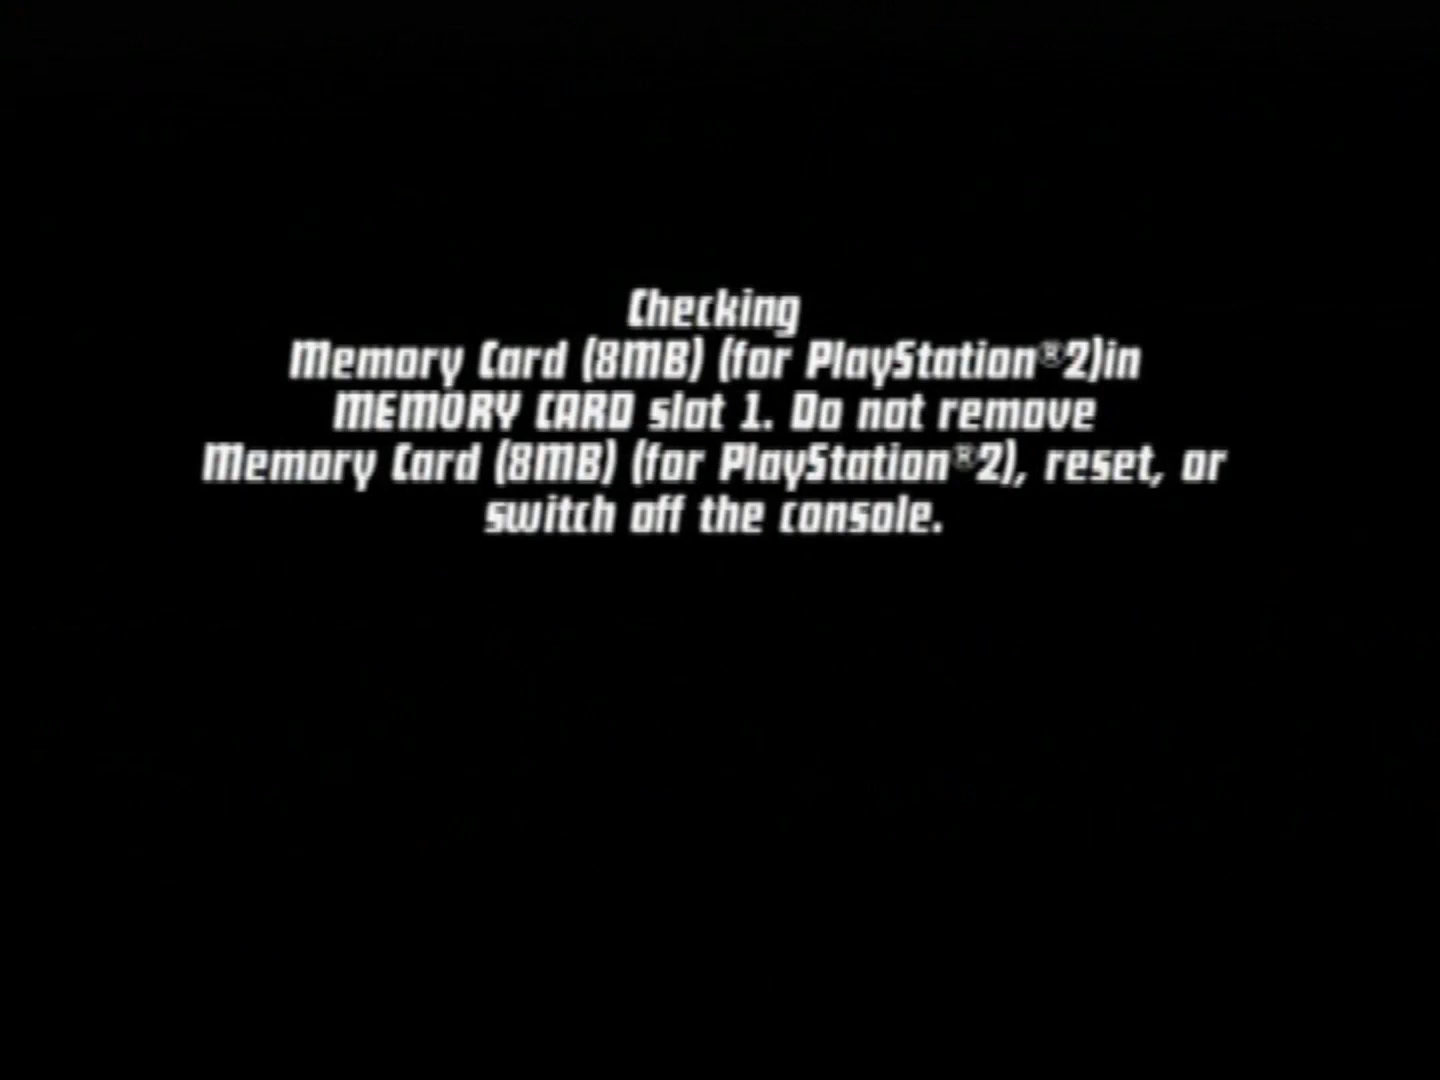 Checking
Memory Card (8MB) (for PlayStation®2)in
MEMORY CARD slot 1. Do not remove
Memory Card (8MB) (for PlayStation®2), reset, or
switch off the console.